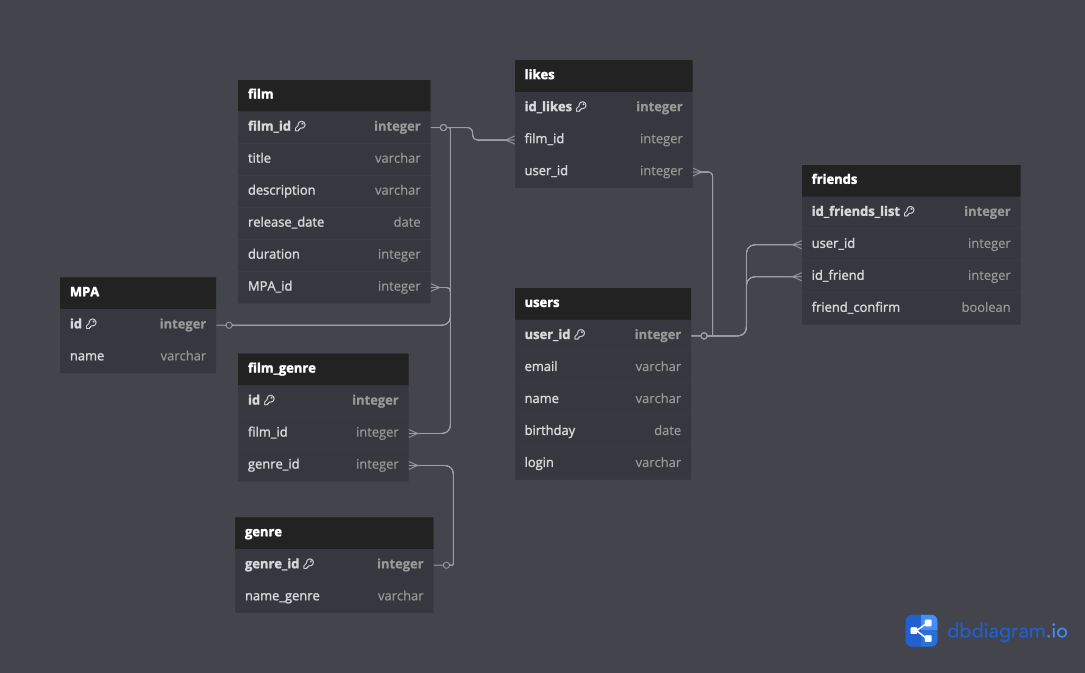 film
film_id integer
title varchar
description varchar
release_date date
duration integer
MPA_id integer
likes
id_likes integer
film_id integer
user_id integer
friends
id_friends_list integer
user_id integer
id_friend integer
friend_confirm boolean
MPA
id integer
name varchar
users
user_id integer
email varchar
name varchar
birthday date
login varchar
film_genre
id integer
film_id integer
genre_id integer
genre
genre_id integer
name_genre varchar
dbdiagram.io